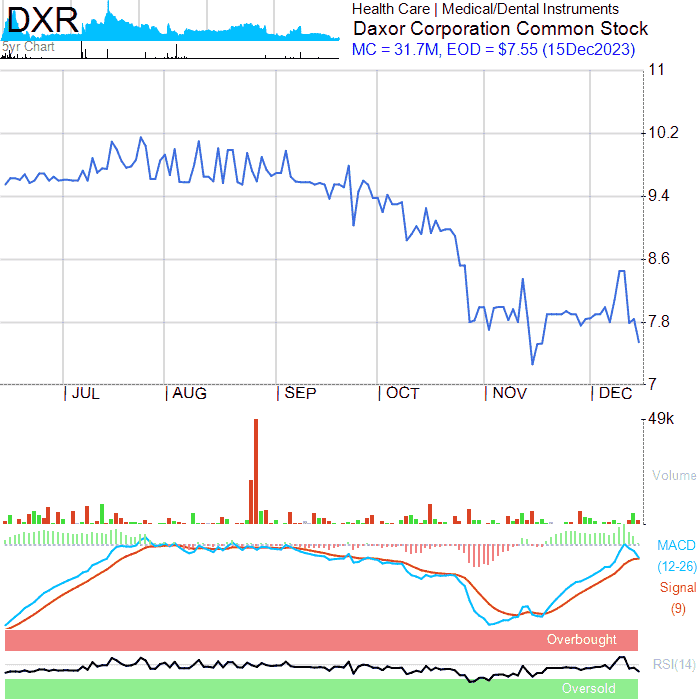 DXR
5yr Chart
Health Care | Medical/Dental Instruments
Daxor Corporation Common Stock
MC = 31.7M, EOD = $7.55 (15Dec2023)
11
10.2
9.4
8.6
7.8
7
| JUL | AUG | SEP | OCT | NOV | DEC
49k
Volume
MACD
(12-26)
Signal
(9)
Overbought
RSI(14)
Oversold